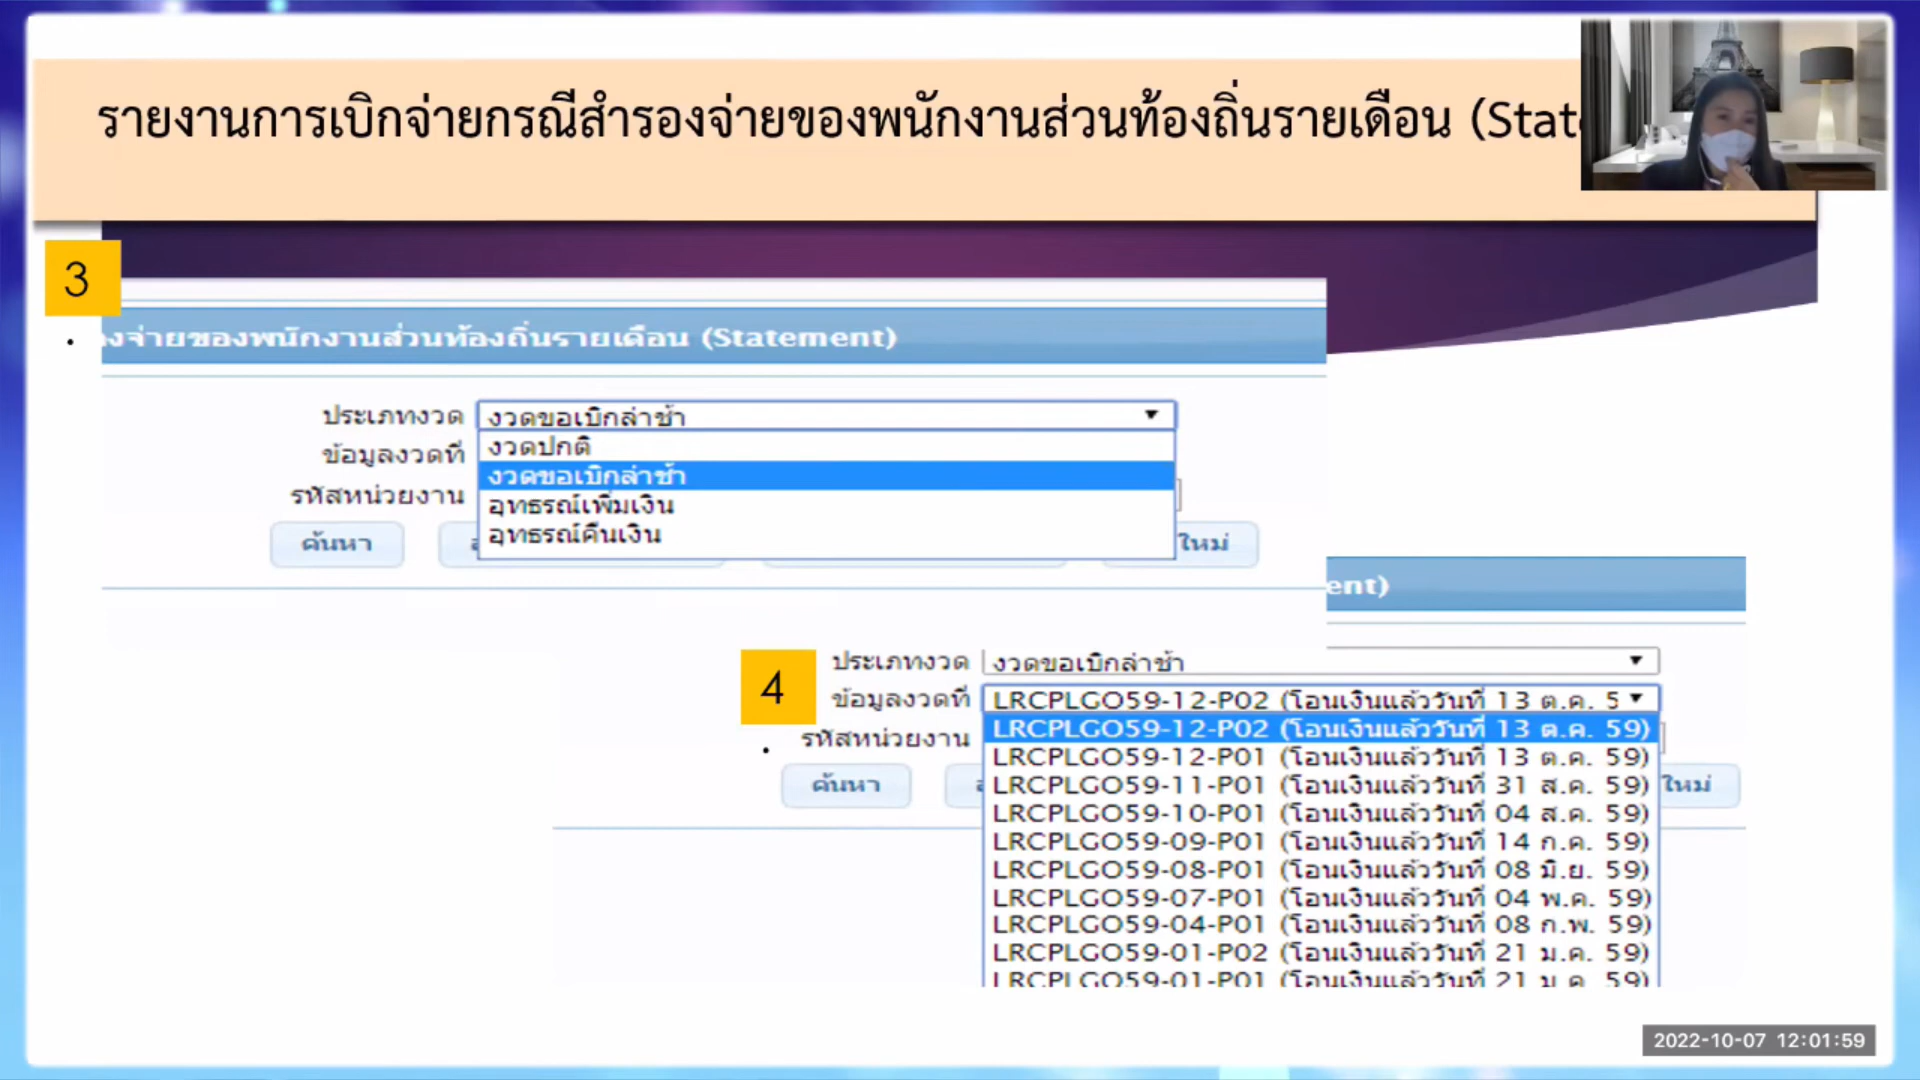 รายงานการเบิกจ่ายกรณีสำรองจ่ายของพนักงานส่วนท้องถิ่นรายเดือน (State
3
งจ่ายของพนักงานส่วนท้องถิ่นรายเดือน (Statement)
ประเภทงวด งวดขอเบิกล่าช้า
ข้อมูลงวดที่ งวดปกติ
งวดขอเบิกล่าช้า
รหัสหน่วยงาน อุทธรณ์เพิ่มเงิน
อุทธรณ์คืนเงิน
ค้นหา ใหม่
ent)
4
ประเภทงวด งวดขอเบิกล่าช้า
ข้อมูลงวดที่ LRCPLGO59-12-P02 (โอนเงินแล้ววันที่ 13 ต.ค. 5
รหัสหน่วยงาน LRCPLGO59-12-P02 (โอนเงินแล้ววันที่ 13 ต.ค. 59)
LRCPLGO59-12-P01 (โอนเงินแล้ววันที่ 13 ต.ค. 59)
ค้นหา LRCPLGO59-11-P01 (โอนเงินแล้ววันที่ 31 ส.ค. 59) ใหม่
LRCPLGO59-10-P01 (โอนเงินแล้ววันที่ 04 ส.ค. 59)
LRCPLGO59-09-P01 (โอนเงินแล้ววันที่ 14 ก.ค. 59)
LRCPLGO59-08-P01 (โอนเงินแล้ววันที่ 08 มิ.ย. 59)
LRCPLGO59-07-P01 (โอนเงินแล้ววันที่ 04 พ.ค. 59)
LRCPLGO59-04-P01 (โอนเงินแล้ววันที่ 08 ก.พ. 59)
LRCPLGO59-01-P02 (โอนเงินแล้ววันที่ 21 ม.ค. 59)
LRCPLGO59-01-P01 (โอนเงินแล้ววันที่ 21 ม.ค. 59)
2022-10-07 12:01:59